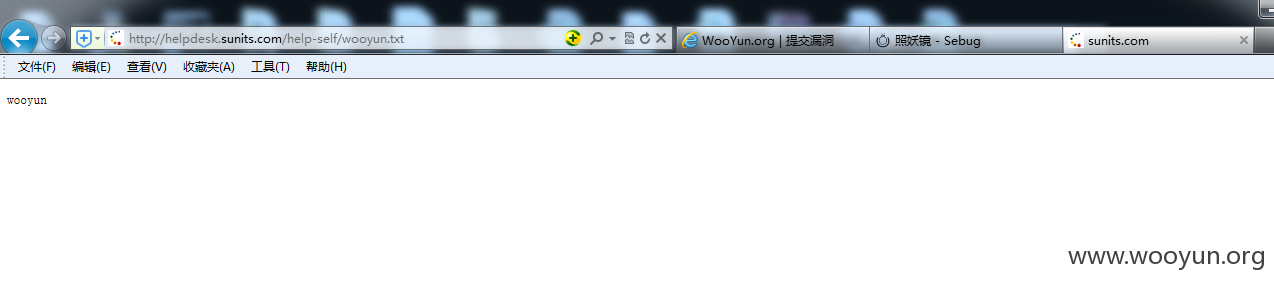 http://helpdesk.sunits.com/help-self/wooyun.txt
WooYun.org | 提交漏洞
照妖镜 - Sebug
sunits.com
文件(F) 编辑(E) 查看(V) 收藏夹(A) 工具(T) 帮助(H)
wooyun
www.wooyun.org